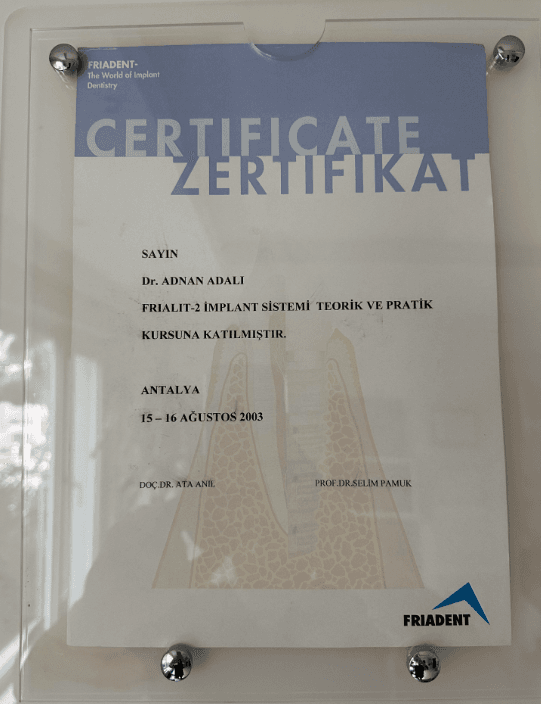 FRIADENT-
The World of Implant
Dentistry
CERTIFICATE
ZERTIFIKAT
SAYIN
Dr. ADNAN ADALI
FRIALIT-2 İMPLANT SİSTEMİ TEORİK VE PRATİK
KURSUNA KATILMIŞTIR.
ANTALYA
15 – 16 AĞUSTOS 2003
DOÇ.DR. ATA ANIL PROF.DR.SELİM PAMUK
FRIADENT